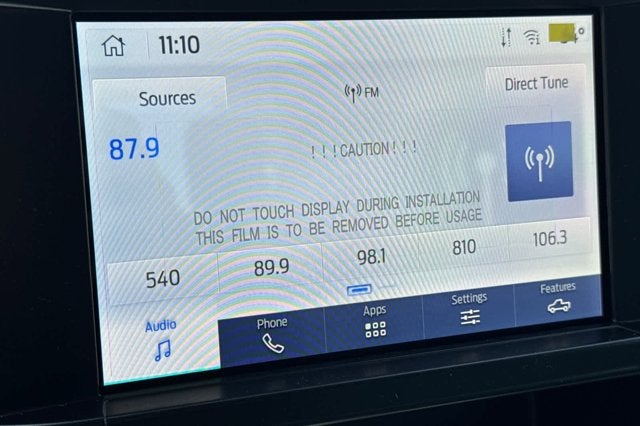 11:10
Sources
FM
Direct Tune
87.9
!!!CAUTION!!!
DO NOT TOUCH DISPLAY DURING INSTALLATION
THIS FILM IS TO BE REMOVED BEFORE USAGE
540
89.9
98.1
810
106.3
Audio
Phone
Apps
Settings
Features